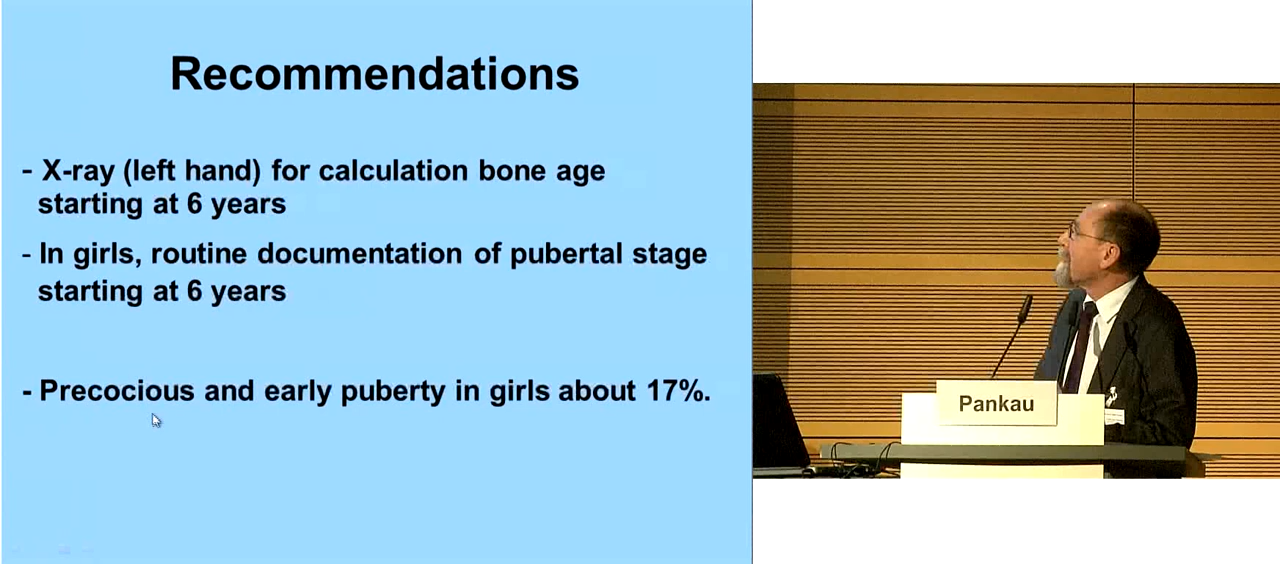 Recommendations
- X-ray (left hand) for calculation bone age
starting at 6 years
- In girls, routine documentation of pubertal stage
starting at 6 years
- Precocious and early puberty in girls about 17%.
Pankau